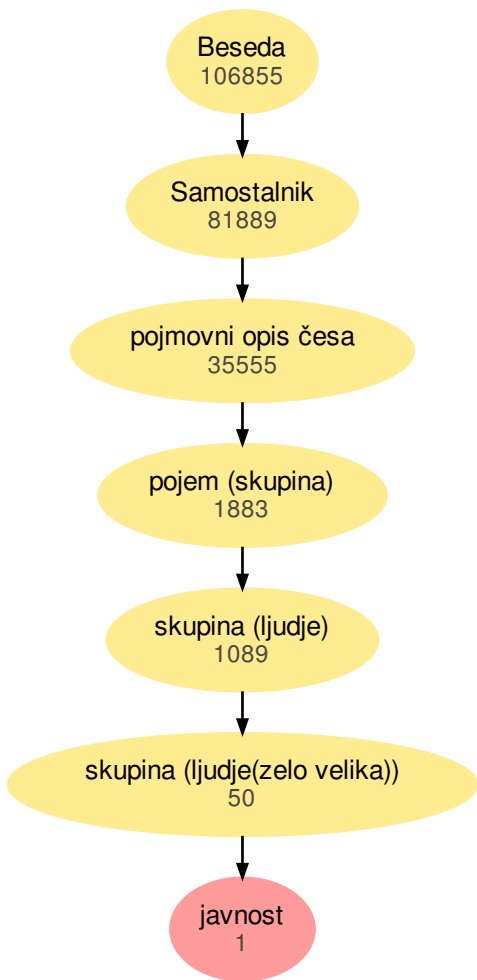 Beseda
106855
Samostalnik
81889
pojmovni opis česa
35555
pojem (skupina)
1883
skupina (ljudje)
1089
skupina (ljudje(zelo velika))
50
javnost
1